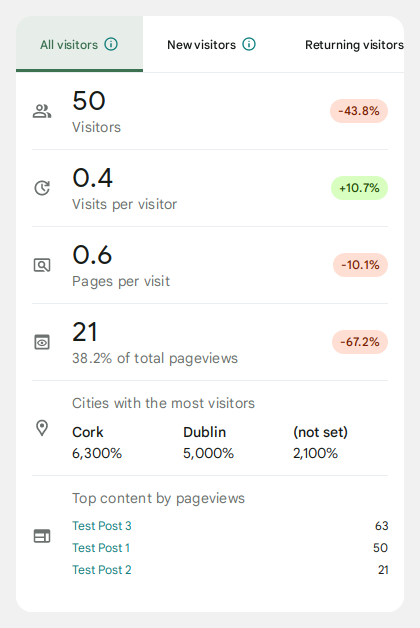 All visitors New visitors Returning visitors
50
Visitors
-43.8%
0.4
Visits per visitor
+10.7%
0.6
Pages per visit
-10.1%
21
38.2% of total pageviews
-67.2%
Cities with the most visitors
Cork Dublin (not set)
6,300% 5,000% 2,100%
Top content by pageviews
Test Post 3 63
Test Post 1 50
Test Post 2 21